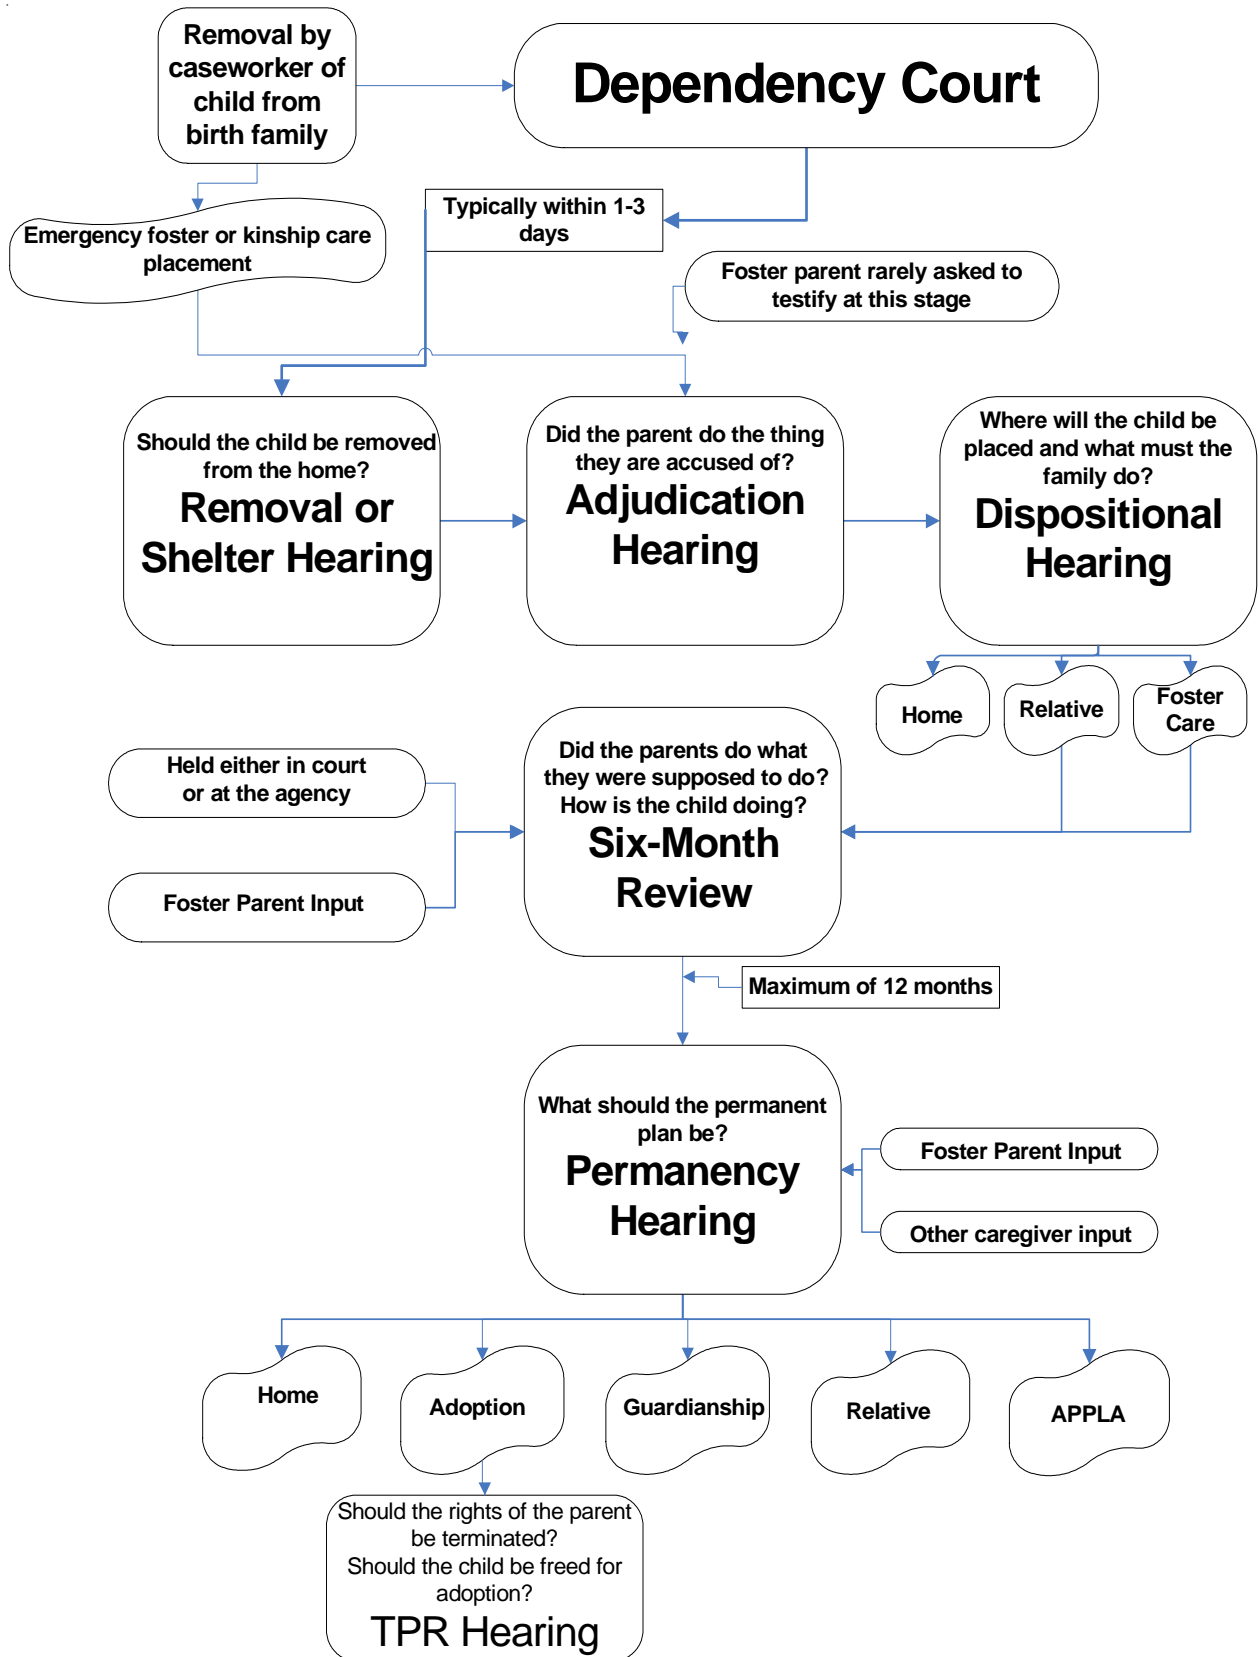 Removal by
caseworker of
child from
birth family
Dependency Court
Typically within 1-3
days
Emergency foster or kinship care
placement
Foster parent rarely asked to
testify at this stage
Should the child be removed
from the home?
Removal or
Shelter Hearing
Did the parent do the thing
they are accused of?
Adjudication
Hearing
Where will the child be
placed and what must the
family do?
Dispositional
Hearing
Home
Relative
Foster
Care
Held either in court
or at the agency
Did the parents do what
they were supposed to do?
How is the child doing?
Six-Month
Review
Foster Parent Input
Maximum of 12 months
What should the permanent
plan be?
Permanency
Hearing
Foster Parent Input
Other caregiver input
Home
Adoption
Guardianship
Relative
APPLA
Should the rights of the parent
be terminated?
Should the child be freed for
adoption?
TPR Hearing